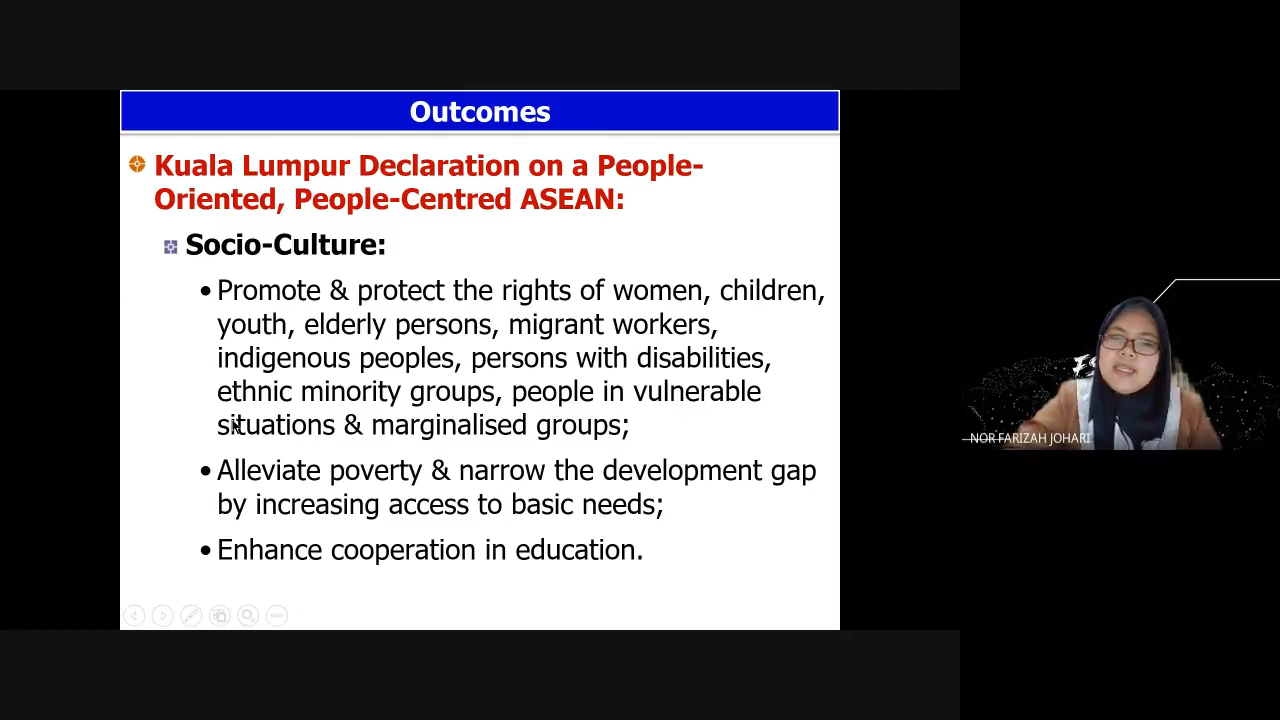 Outcomes
Kuala Lumpur Declaration on a People-
Oriented, People-Centred ASEAN:
Socio-Culture:
• Promote & protect the rights of women, children,
youth, elderly persons, migrant workers,
indigenous peoples, persons with disabilities,
ethnic minority groups, people in vulnerable
situations & marginalised groups;
• Alleviate poverty & narrow the development gap
by increasing access to basic needs;
• Enhance cooperation in education.
NOR FARIZAH JOHARI